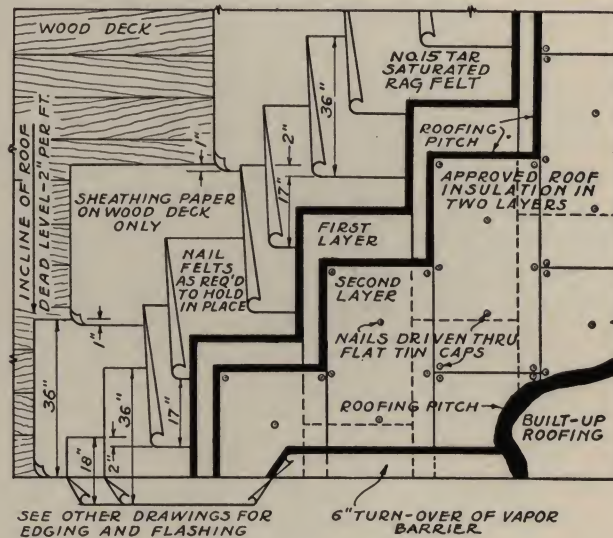 WOOD DECK
NO.15 TAR
SATURATED
RAG FELT
36"
INCLINE OF ROOF
DEAD LEVEL-2" PER FT.
1"
2"
17"
ROOFING
PITCH
APPROVED ROOF
INSULATION IN
TWO LAYERS
SHEATHING PAPER
ON WOOD DECK
ONLY
FIRST
LAYER
NAIL
FELTS
AS REQ'D
TO HOLD
IN PLACE
SECOND
LAYER
NAILS DRIVEN THRU
FLAT TIN CAPS
1"
36"
36"
17"
18"
2"
ROOFING PITCH
BUILT-UP
ROOFING
SEE OTHER DRAWINGS FOR
EDGING AND FLASHING
6" TURN-OVER OF VAPOR
BARRIER